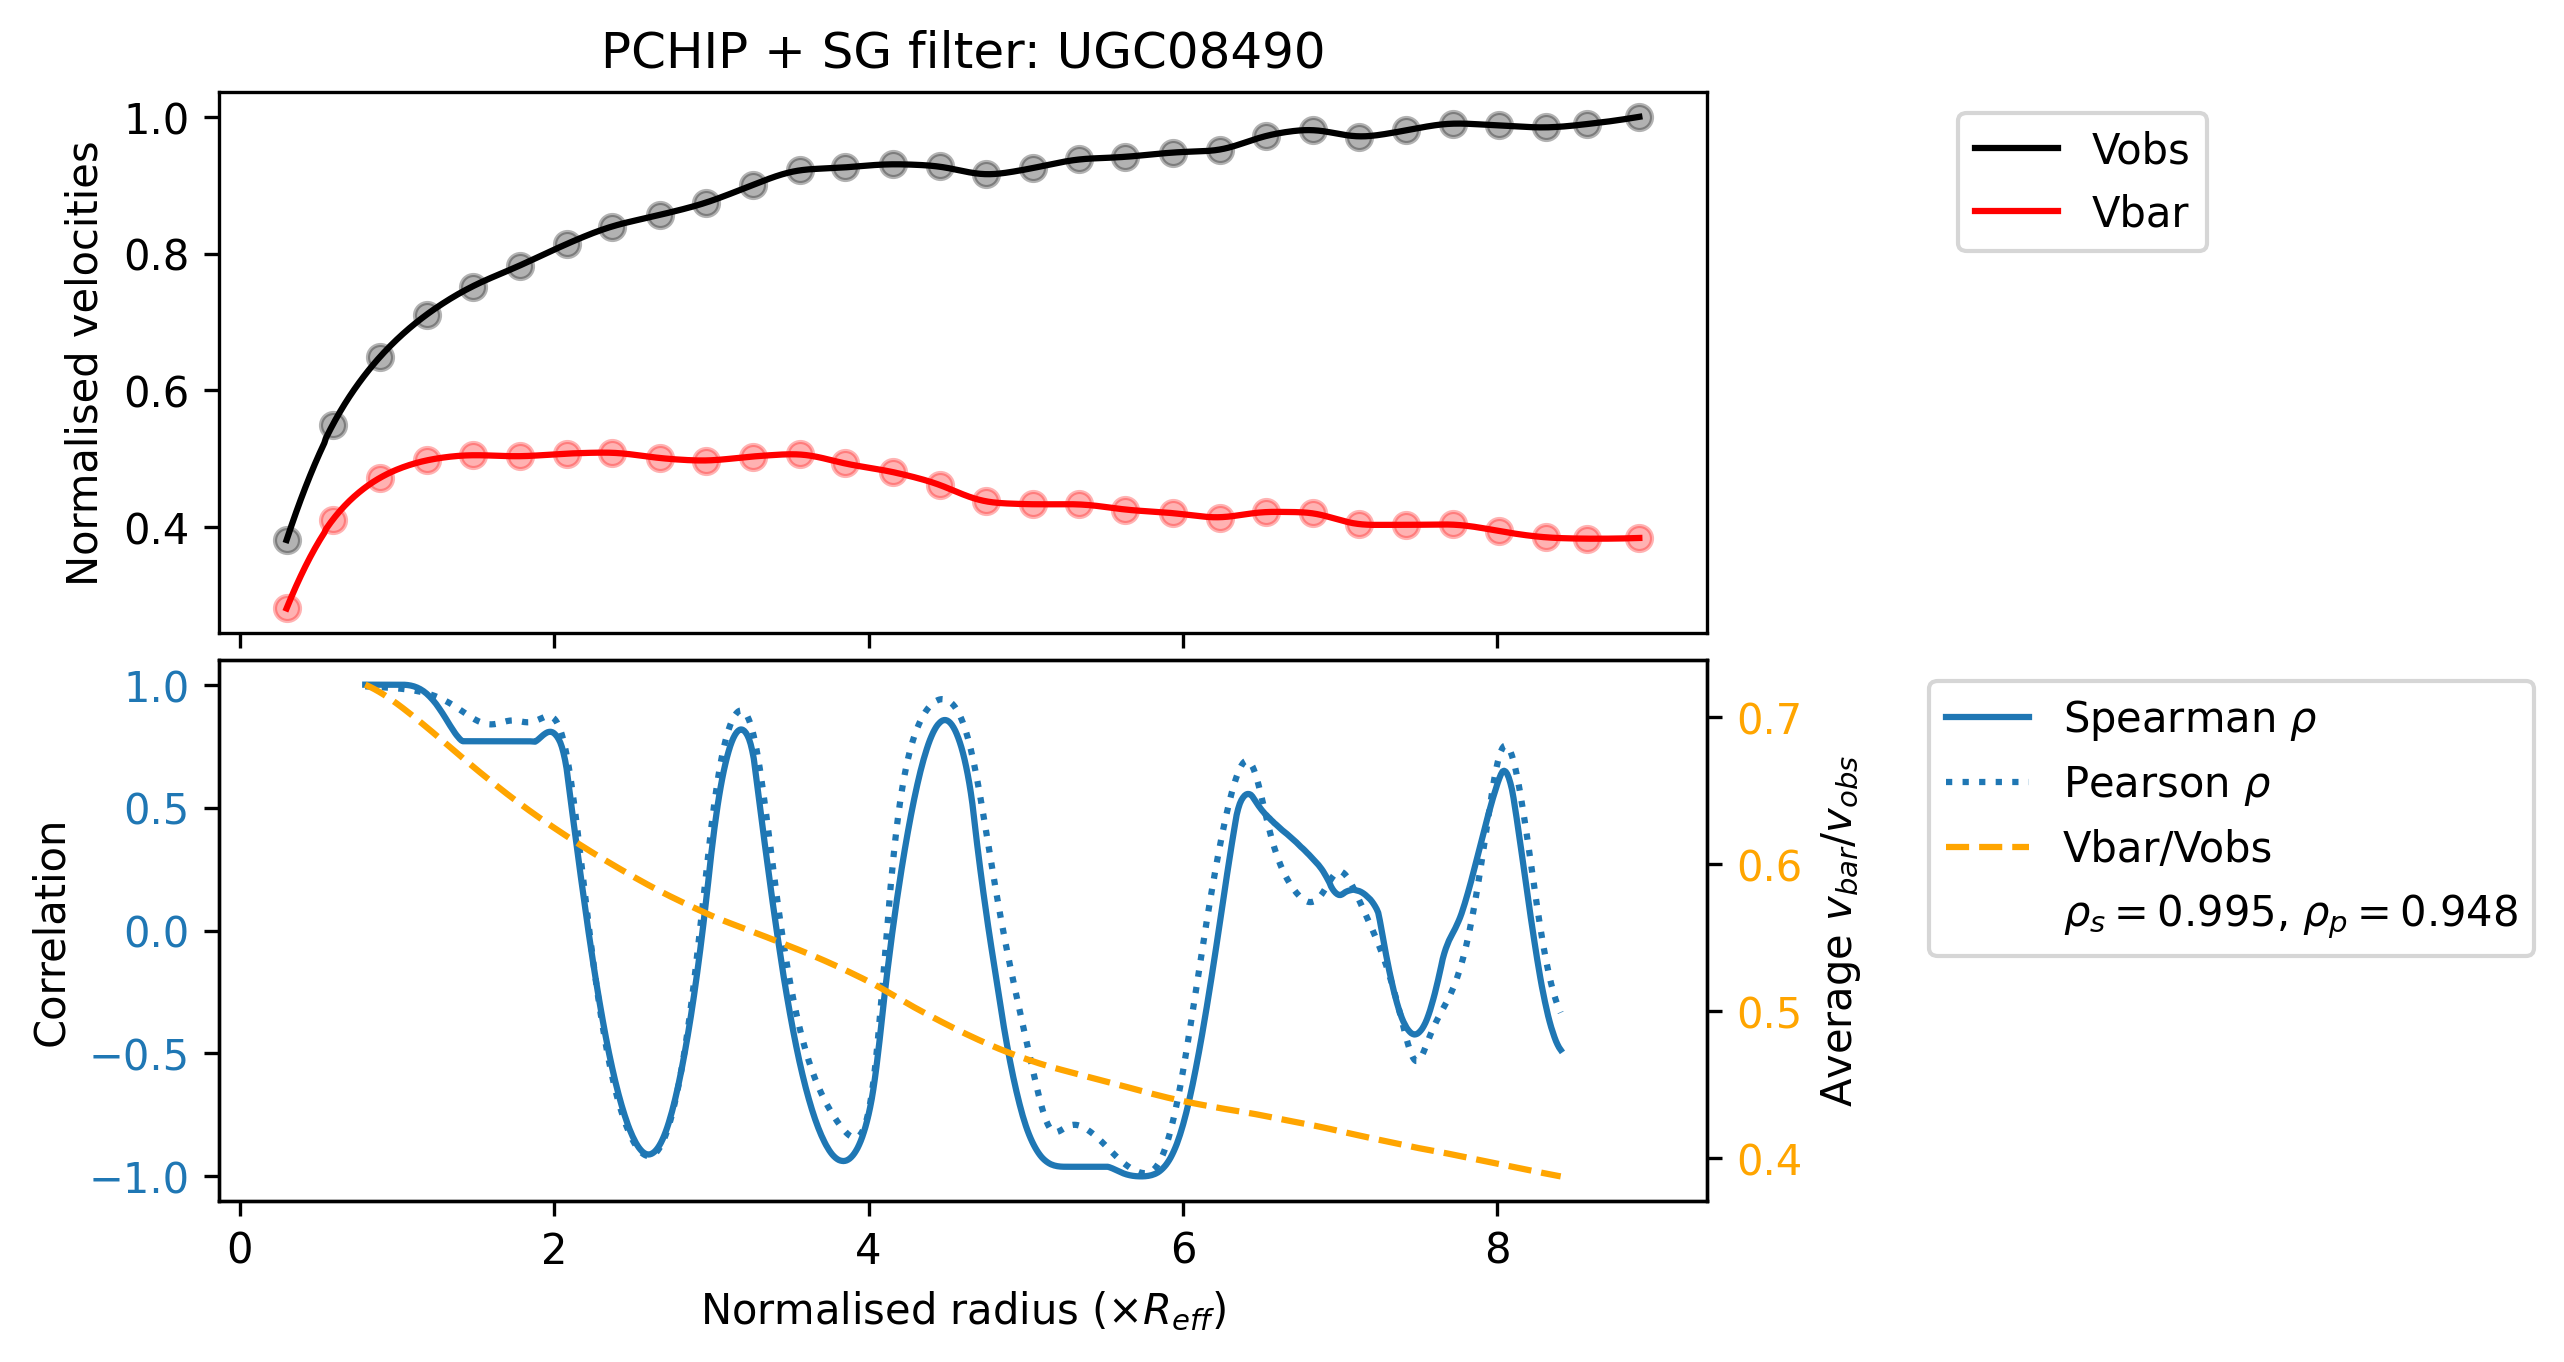 PCHIP + SG filter: UGC08490
Normalised velocities
1.0
0.8
0.6
0.4
Vobs
Vbar
Correlation
1.0
0.5
0.0
−0.5
−1.0
0.7
0.6
0.5
0.4
Average v_bar/v_obs
Spearman ρ
Pearson ρ
Vbar/Vobs
ρ_s = 0.995, ρ_p = 0.948
0 2 4 6 8
Normalised radius (×R_eff)